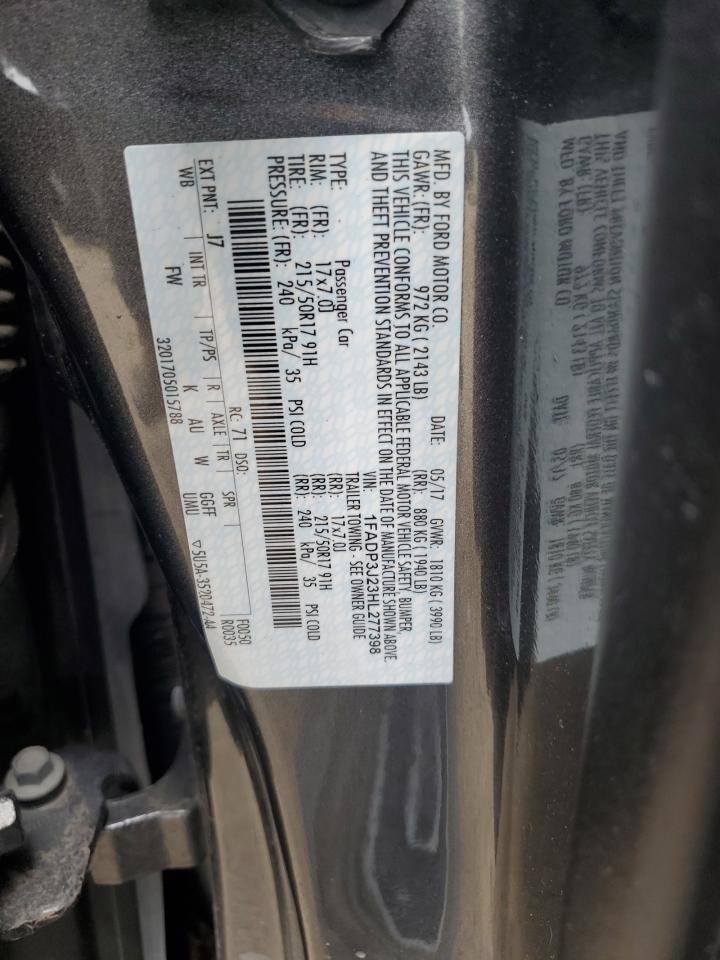 MFD. BY FORD MOTOR CO. DATE: 05/17 GVWR: 1810 KG ( 3990 LB)
GAWR: (FR): 972 KG ( 2143 LB) (RR): 880 KG ( 1940 LB)
THIS VEHICLE CONFORMS TO ALL APPLICABLE FEDERAL MOTOR VEHICLE SAFETY, BUMPER,
AND THEFT PREVENTION STANDARDS IN EFFECT ON THE DATE OF MANUFACTURE SHOWN ABOVE.
VIN: 1FADP3J23HL277398
TYPE: Passenger Car TRAILER TOWING - SEE OWNER GUIDE
RIM: (FR): 17x7.0J (RR): 17x7.0J
TIRE: (FR): 215/50R17 91H (RR): 215/50R17 91H
PRESSURE: (FR): 240 kPa/ 35 PSI COLD (RR): 240 kPa/ 35 PSI COLD
EXT PNT: J7 RC: 71 DSO: F0050
R0035
WB INT TR TP/PS R AXLE TR SPR
FW K AU W GGFF UMU
3201705015788 ▽5U5A-3520472-AA